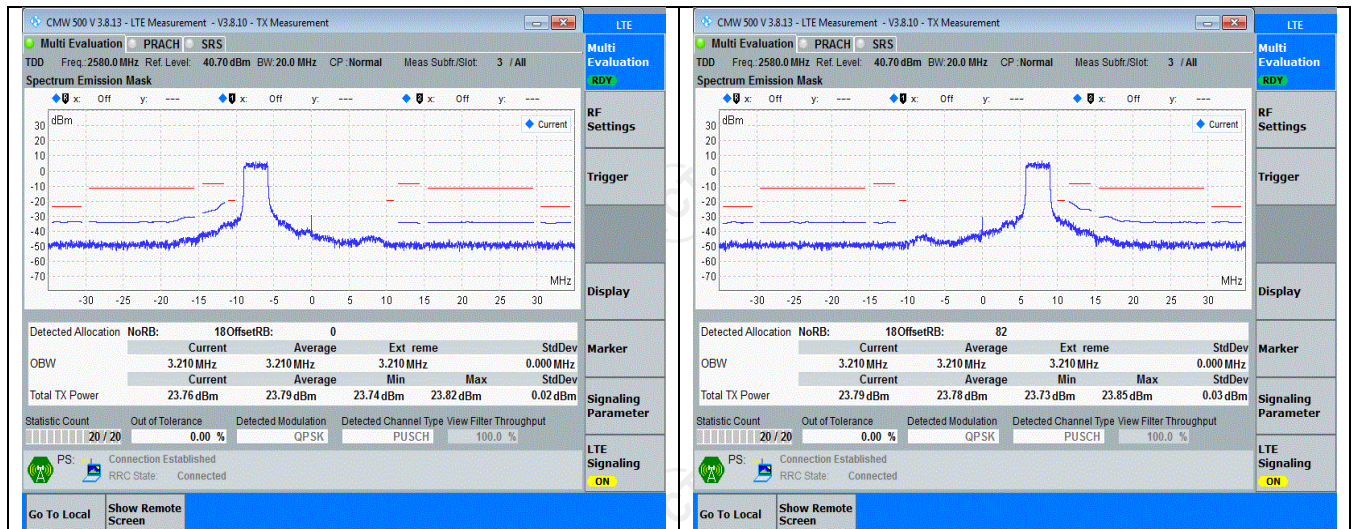 CMW 500 V 3.8.13 - LTE Measurement - V3.8.10 - TX Measurement
LTE
Multi Evaluation PRACH SRS
Multi
Evaluation
RDY
TDD Freq.:2580.0 MHz Ref. Level: 40.70 dBm BW:20.0 MHz CP :Normal Meas Subfr./Slot: 3 / All
Spectrum Emission Mask
x: Off y: --- x: Off y: --- x: Off y: ---
RF
Settings
dBm
Current
30
20
10
0
-10
-20
-30
-40
-50
-60
-70
Trigger
MHz
-30 -25 -20 -15 -10 -5 0 5 10 15 20 25 30
Display
Detected Allocation NoRB: 18OffsetRB: 0
Current Average Ext reme StdDev
Marker
OBW 3.210 MHz 3.210 MHz 3.210 MHz 0.000 MHz
Current Average Min Max StdDev
Total TX Power 23.76 dBm 23.79 dBm 23.74 dBm 23.82 dBm 0.02 dBm
Signaling
Parameter
Statistic Count Out of Tolerance Detected Modulation Detected Channel Type View Filter Throughput
20 / 20 0.00 % QPSK PUSCH 100.0 %
PS: Connection Established
RRC State: Connected
LTE
Signaling
ON
Go To Local
Show Remote
Screen
CMW 500 V 3.8.13 - LTE Measurement - V3.8.10 - TX Measurement
LTE
Multi Evaluation PRACH SRS
Multi
Evaluation
RDY
TDD Freq.:2580.0 MHz Ref. Level: 40.70 dBm BW:20.0 MHz CP :Normal Meas Subfr./Slot: 3 / All
Spectrum Emission Mask
x: Off y: --- x: Off y: --- x: Off y: ---
RF
Settings
dBm
Current
30
20
10
0
-10
-20
-30
-40
-50
-60
-70
Trigger
MHz
-30 -25 -20 -15 -10 -5 0 5 10 15 20 25 30
Display
Detected Allocation NoRB: 18OffsetRB: 82
Current Average Ext reme StdDev
Marker
OBW 3.210 MHz 3.210 MHz 3.210 MHz 0.000 MHz
Current Average Min Max StdDev
Total TX Power 23.79 dBm 23.78 dBm 23.73 dBm 23.85 dBm 0.03 dBm
Signaling
Parameter
Statistic Count Out of Tolerance Detected Modulation Detected Channel Type View Filter Throughput
20 / 20 0.00 % QPSK PUSCH 100.0 %
PS: Connection Established
RRC State: Connected
LTE
Signaling
ON
Go To Local
Show Remote
Screen